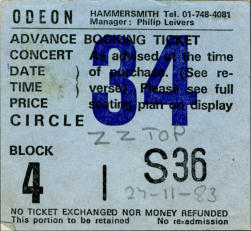 ODEON HAMMERSMITH Tel. 01-748-4081
Manager: Philip Leivers
ADVANCE BOOKING TICKET
34
CONCERT As advised at the time
DATE ) of purchase. (See re-
TIME ) verse) Please see full
PRICE seating plan on display
CIRCLE
ZZ TOP
BLOCK
4 S36
24-11-83
NO TICKET EXCHANGED NOR MONEY REFUNDED
This portion to be retained No re-admission